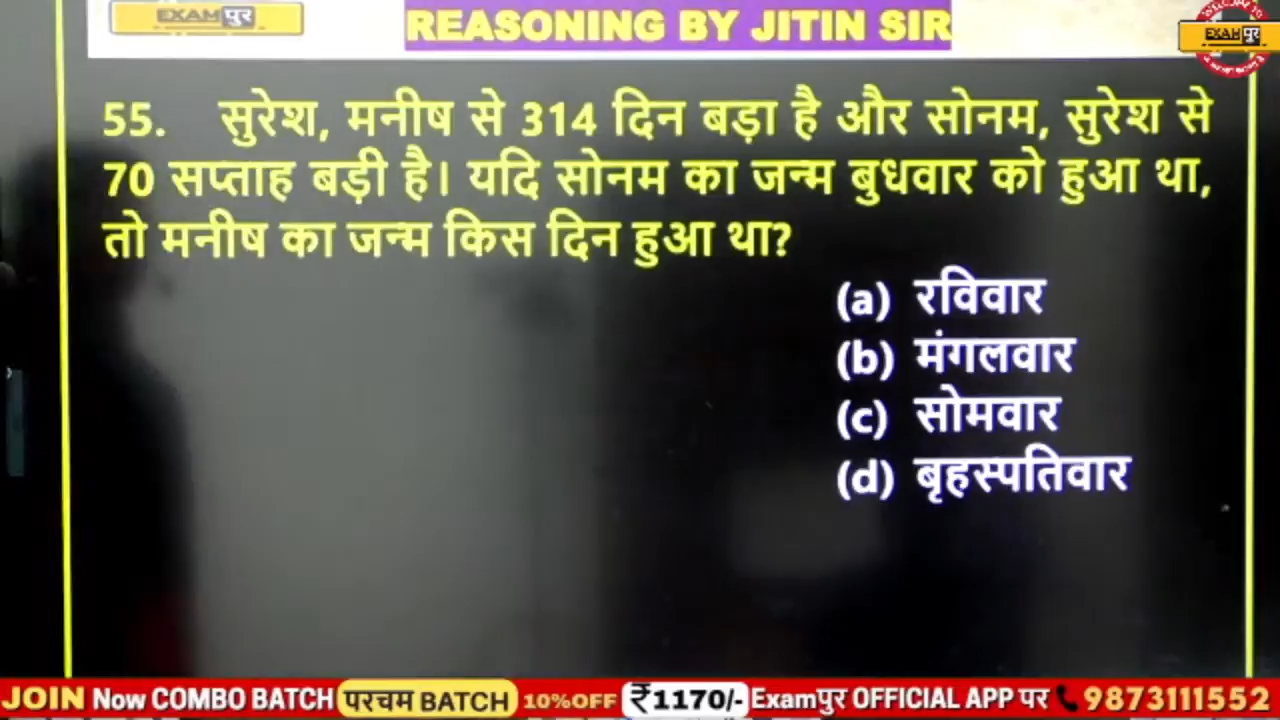 EXAMपुर
REASONING BY JITIN SIR
WELCOME TO
EXAMपुर
55. सुरेश, मनीष से 314 दिन बड़ा है और सोनम, सुरेश से
70 सप्ताह बड़ी है। यदि सोनम का जन्म बुधवार को हुआ था,
तो मनीष का जन्म किस दिन हुआ था?
(a) रविवार
(b) मंगलवार
(c) सोमवार
(d) बृहस्पतिवार
JOIN Now COMBO BATCH परचम BATCH 10%OFF ₹1170/- Examपुर OFFICIAL APP पर 9873111552